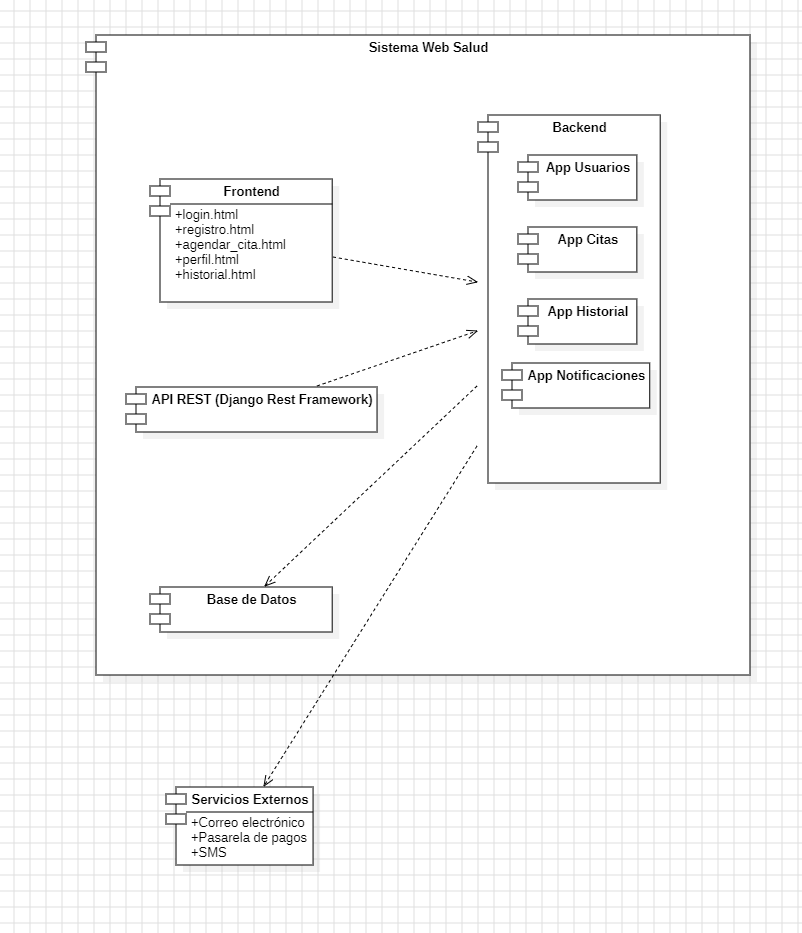 Sistema Web Salud
Frontend
+login.html
+registro.html
+agendar_cita.html
+perfil.html
+historial.html
Backend
App Usuarios
App Citas
App Historial
App Notificaciones
API REST (Django Rest Framework)
Base de Datos
Servicios Externos
+Correo electrónico
+Pasarela de pagos
+SMS